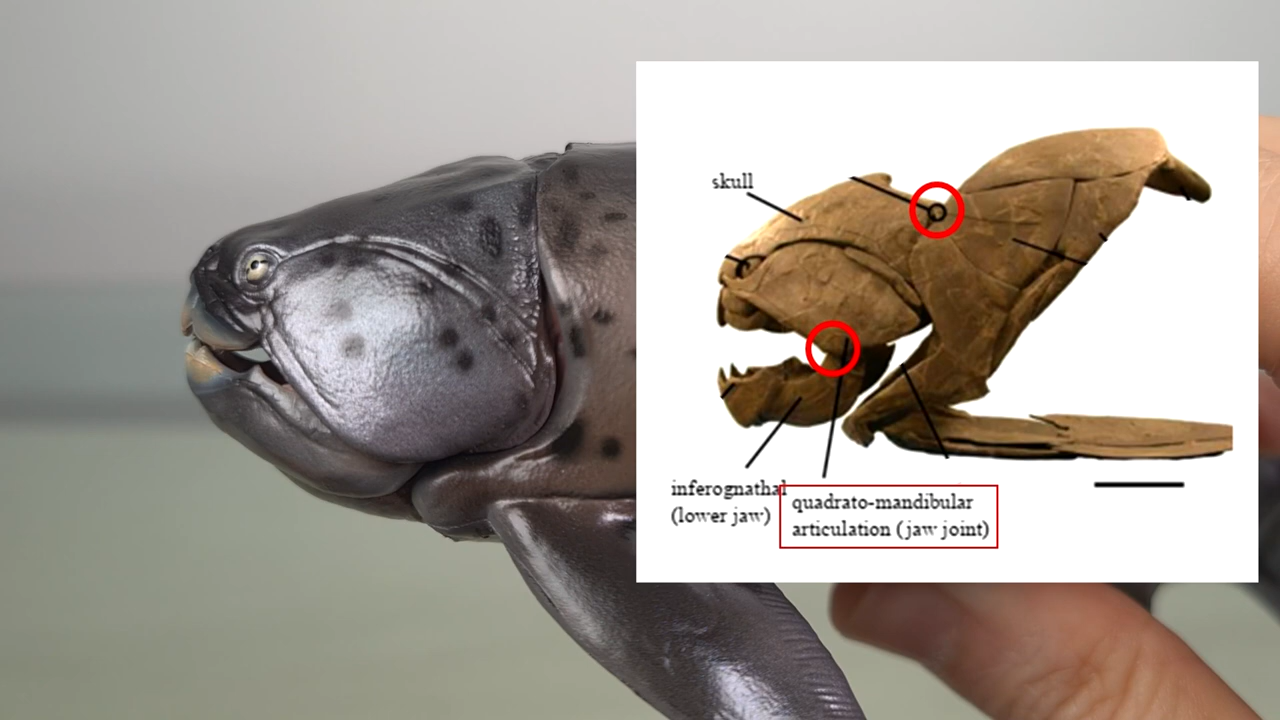 skull
inferognathal
(lower jaw)
quadrato-mandibular
articulation (jaw joint)